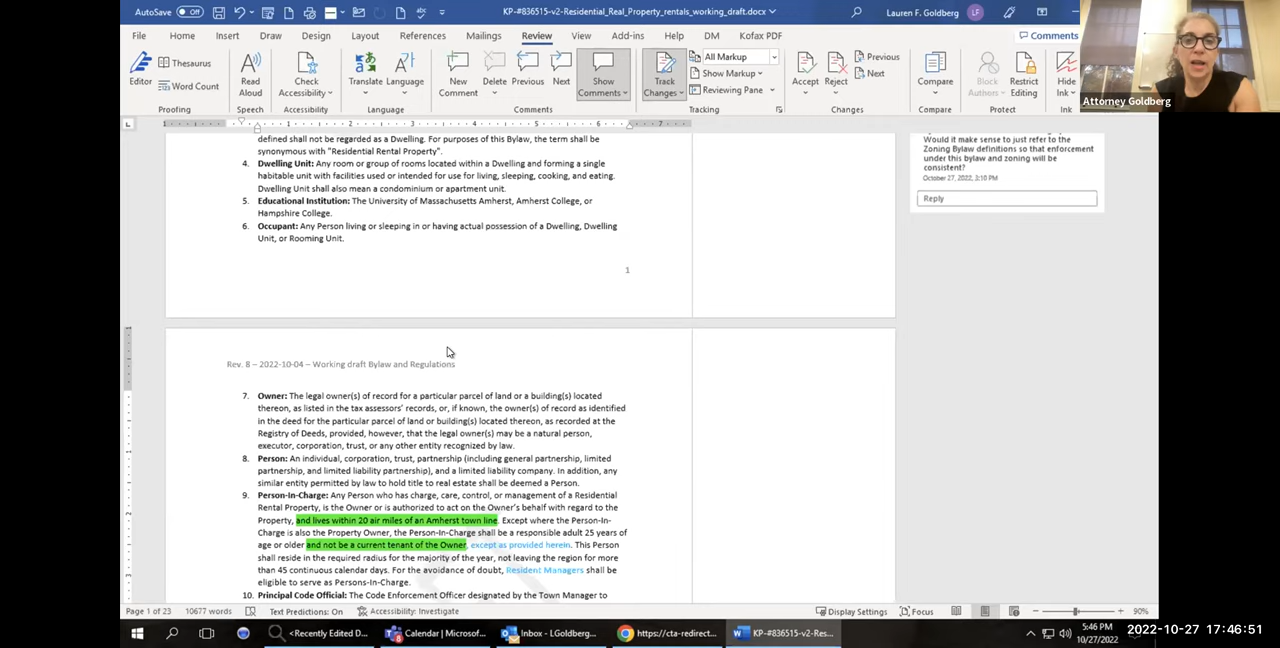 AutoSave Off
KP-#836515-v2-Residential_Real_Property_rentals_working_draft.docx
Lauren F. Goldberg LF
File Home Insert Draw Design Layout References Mailings Review View Add-ins Help DM Kofax PDF Comments
Editor
Thesaurus
Word Count
Proofing
Read Aloud
Speech
Check Accessibility
Accessibility
Translate Language
Language
New Comment Delete Previous Next Show Comments
Comments
Track Changes
All Markup
Show Markup
Reviewing Pane
Tracking
Accept Reject
Previous
Next
Changes
Compare
Compare
Block Authors Restrict Editing
Protect
Hide Ink
Ink
Attorney Goldberg
defined shall not be regarded as a Dwelling. For purposes of this Bylaw, the term shall be
synonymous with "Residential Rental Property".
4. Dwelling Unit: Any room or group of rooms located within a Dwelling and forming a single
habitable unit with facilities used or intended for use for living, sleeping, cooking, and eating.
Dwelling Unit shall also mean a condominium or apartment unit.
5. Educational Institution: The University of Massachusetts Amherst, Amherst College, or
Hampshire College.
6. Occupant: Any Person living or sleeping in or having actual possession of a Dwelling, Dwelling
Unit, or Rooming Unit.
1
Would it make sense to just refer to the
Zoning Bylaw definitions so that enforcement
under this bylaw and zoning will be
consistent?
October 27, 2022, 3:10 PM
Reply
Rev. 8 – 2022-10-04 – Working draft Bylaw and Regulations
7. Owner: The legal owner(s) of record for a particular parcel of land or a building(s) located
thereon, as listed in the tax assessors' records, or, if known, the owner(s) of record as identified
in the deed for the particular parcel of land or building(s) located thereon, as recorded at the
Registry of Deeds, provided, however, that the legal owner(s) may be a natural person,
executor, corporation, trust, or any other entity recognized by law.
8. Person: An individual, corporation, trust, partnership (including general partnership, limited
partnership, and limited liability partnership), and a limited liability company. In addition, any
similar entity permitted by law to hold title to real estate shall be deemed a Person.
9. Person-In-Charge: Any Person who has charge, care, control, or management of a Residential
Rental Property, is the Owner or is authorized to act on the Owner's behalf with regard to the
Property, and lives within 20 air miles of an Amherst town line. Except where the Person-In-
Charge is also the Property Owner, the Person-In-Charge shall be a responsible adult 25 years of
age or older and not be a current tenant of the Owner, except as provided herein. This Person
shall reside in the required radius for the majority of the year, not leaving the region for more
than 45 continuous calendar days. For the avoidance of doubt, Resident Managers shall be
eligible to serve as Persons-In-Charge.
10. Principal Code Official: The Code Enforcement Officer designated by the Town Manager to
Page 1 of 23 10677 words Text Predictions: On Accessibility: Investigate Display Settings Focus 90%
<Recently Edited D... Calendar | Microsof... Inbox - LGoldberg... https://cta-redirect... KP-#836515-v2-Res...
5:46 PM
10/27/2022
2022-10-27 17:46:51